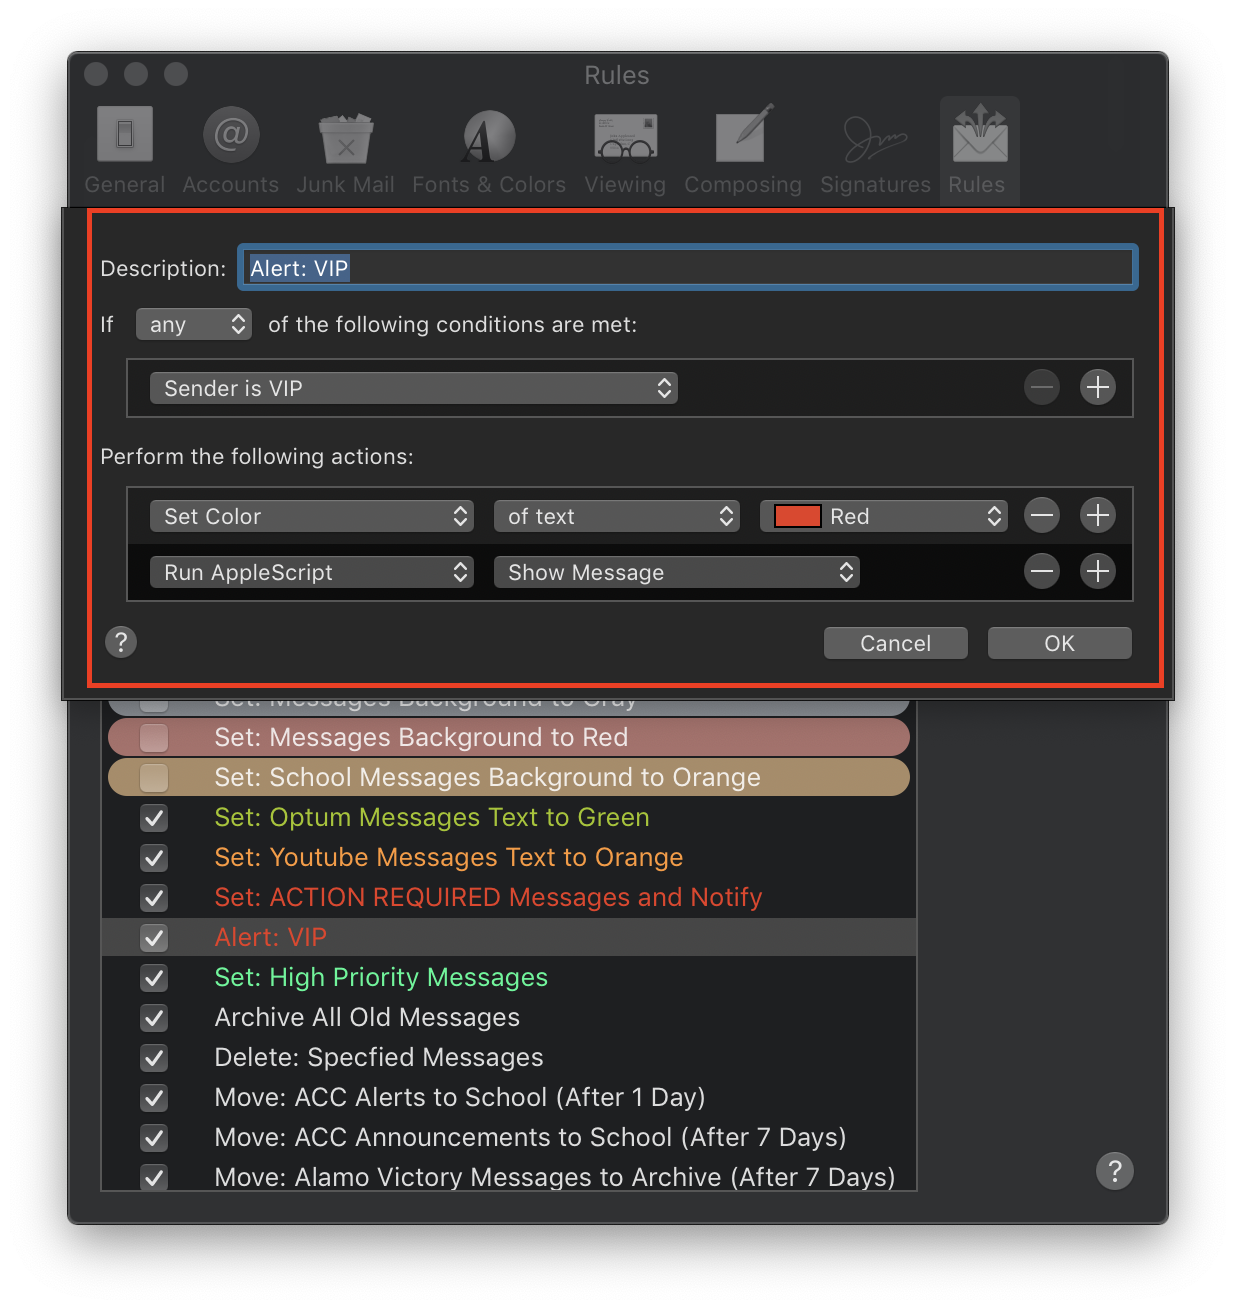 Rules
General Accounts Junk Mail Fonts & Colors Viewing Composing Signatures Rules
Description: Alert: VIP
If any of the following conditions are met:
Sender is VIP
Perform the following actions:
Set Color of text Red
Run AppleScript Show Message
? Cancel OK
Set: Messages Background to Gray
Set: Messages Background to Red
Set: School Messages Background to Orange
Set: Optum Messages Text to Green
Set: Youtube Messages Text to Orange
Set: ACTION REQUIRED Messages and Notify
Alert: VIP
Set: High Priority Messages
Archive All Old Messages
Delete: Specfied Messages
Move: ACC Alerts to School (After 1 Day)
Move: ACC Announcements to School (After 7 Days)
Move: Alamo Victory Messages to Archive (After 7 Days)
?